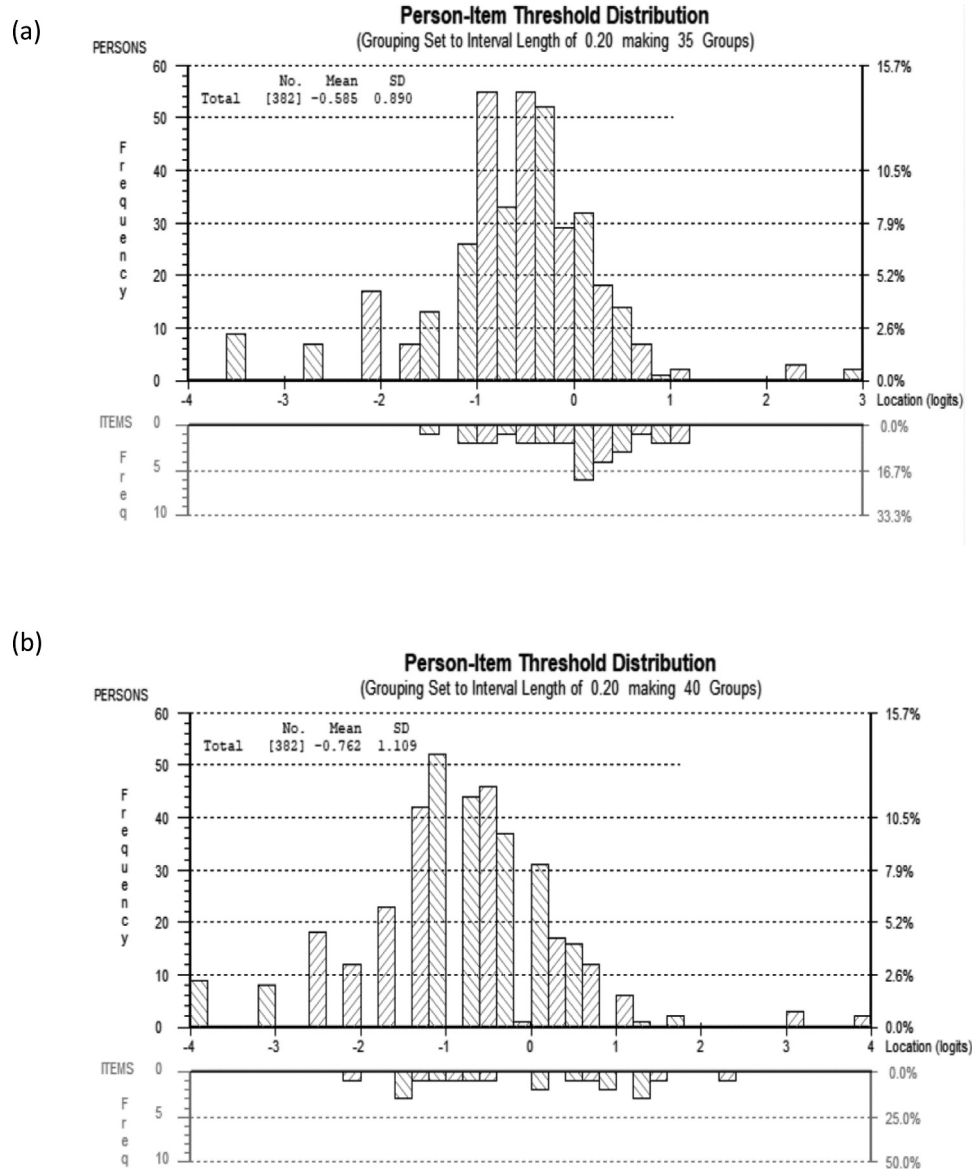 (a)
Person-Item Threshold Distribution
(Grouping Set to Interval Length of 0.20 making 35 Groups)
PERSONS
No. Mean SD
Total [382] -0.585 0.890
60 15.7%
50
40 10.5%
30 7.9%
20 5.2%
10 2.6%
0 0.0%
Frequency
-4 -3 -2 -1 0 1 2 3 Location (logits)
ITEMS 0 0.0%
5 16.7%
10 33.3%
Freq
(b)
Person-Item Threshold Distribution
(Grouping Set to Interval Length of 0.20 making 40 Groups)
PERSONS
No. Mean SD
Total [382] -0.762 1.109
60 15.7%
50
40 10.5%
30 7.9%
20 5.2%
10 2.6%
0 0.0%
Frequency
-4 -3 -2 -1 0 1 2 3 4 Location (logits)
ITEMS 0 0.0%
5 25.0%
10 50.0%
Freq